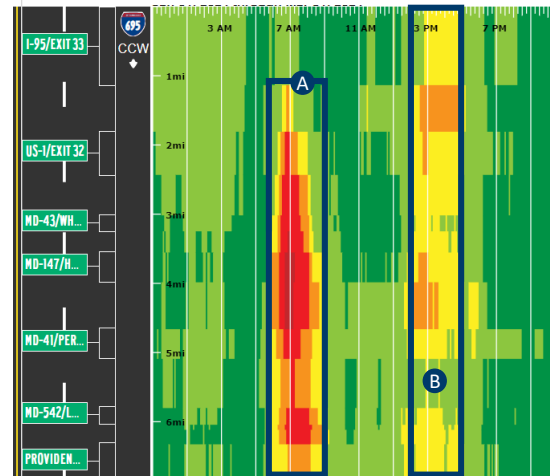 695
CCW
I-95/EXIT 33
US-1/EXIT 32
MD-43/WH...
MD-147/H...
MD-41/PER...
MD-542/L...
PROVIDEN...
3 AM
7 AM
11 AM
3 PM
7 PM
1mi
2mi
3mi
4mi
5mi
6mi
A
B